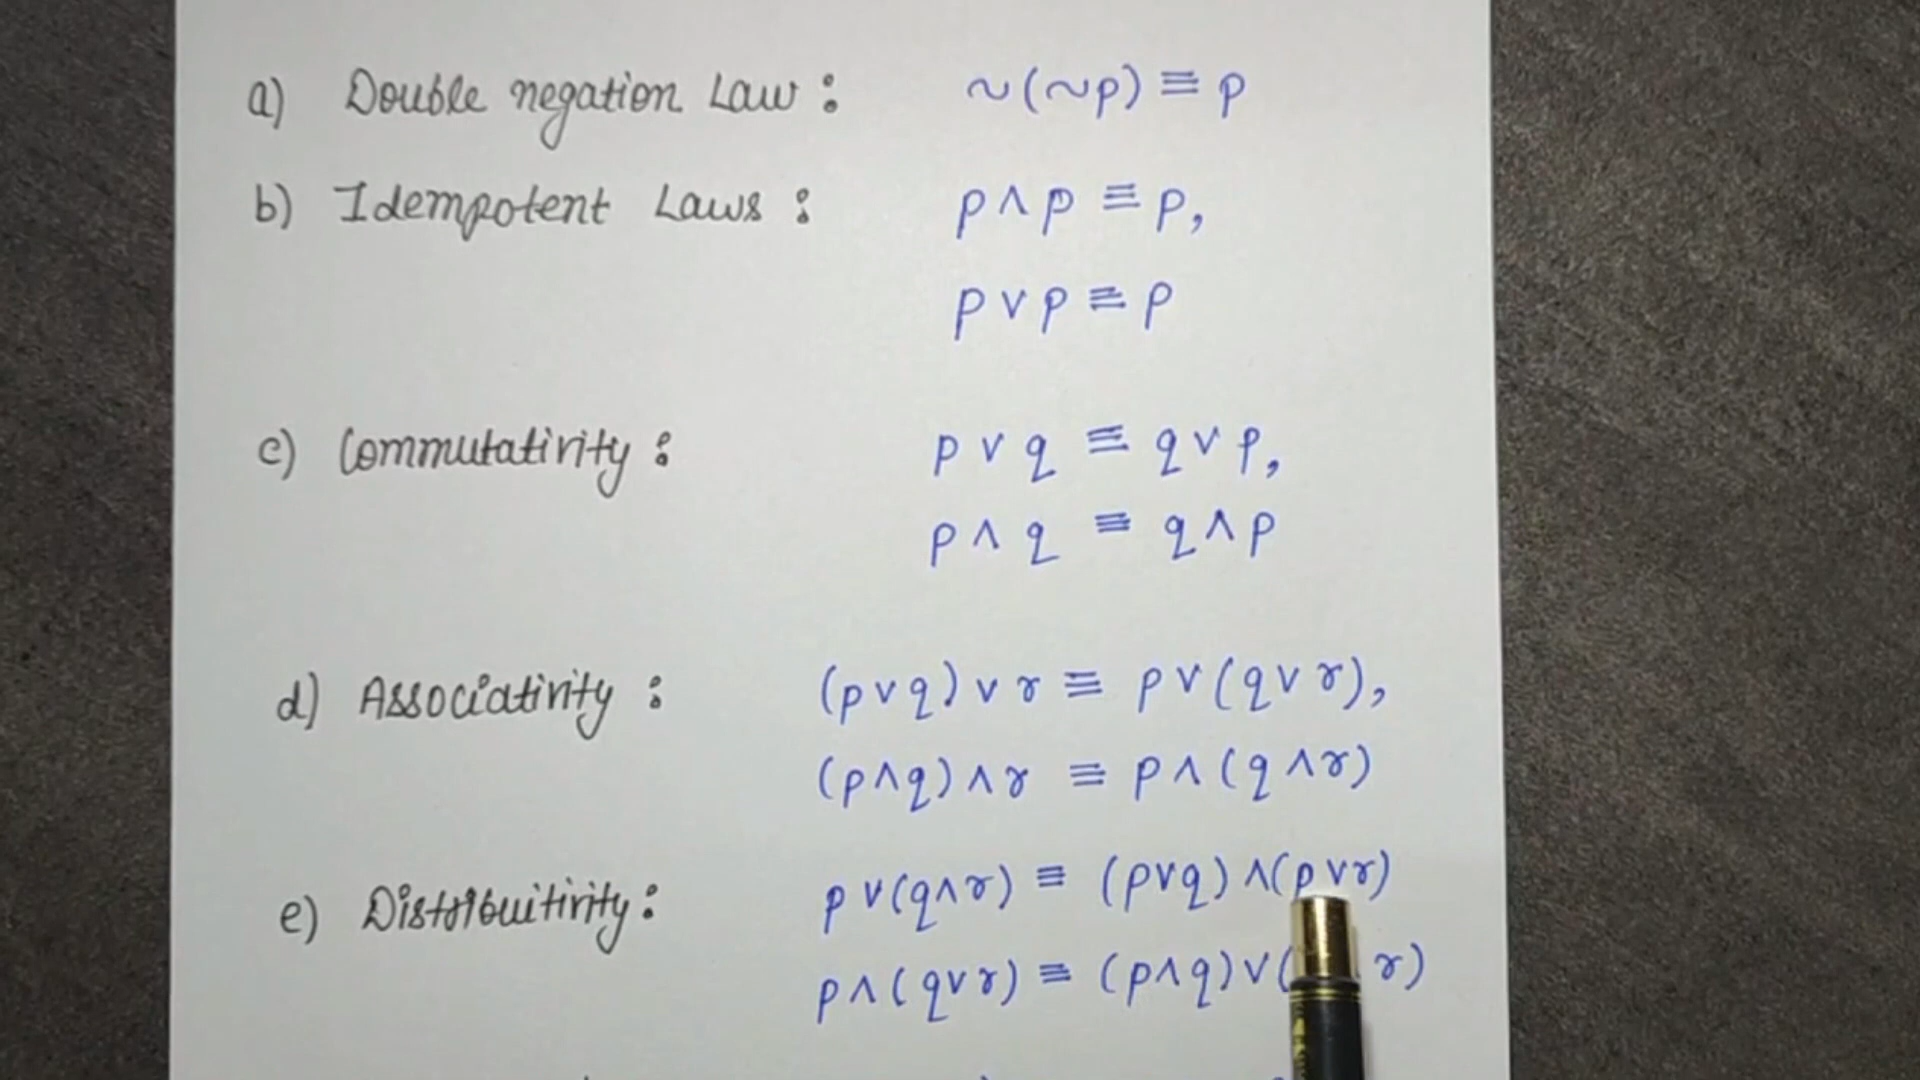 a) Double negation Law : ~(~p) ≡ p
b) Idempotent Laws : p ∧ p ≡ p,
p ∨ p ≡ p
c) Commutativity : p ∨ q ≡ q ∨ p,
p ∧ q ≡ q ∧ p
d) Associativity : (p ∨ q) ∨ r ≡ p ∨ (q ∨ r),
(p ∧ q) ∧ r ≡ p ∧ (q ∧ r)
e) Distribuitivity : p ∨ (q ∧ r) ≡ (p ∨ q) ∧ (p ∨ r)
p ∧ (q ∨ r) ≡ (p ∧ q) ∨ ( r)